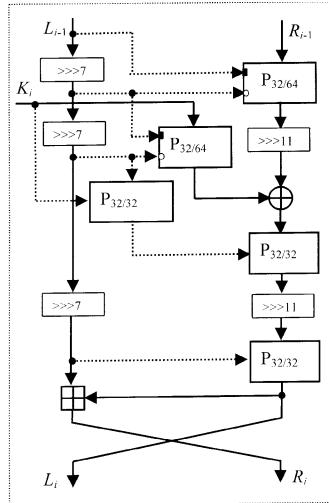 L_{i-1}
R_{i-1}
>>>7
P_{32/64}
K_i
>>>7
>>>11
P_{32/64}
P_{32/32}
P_{32/32}
>>>7
>>>11
P_{32/32}
L_i
R_i